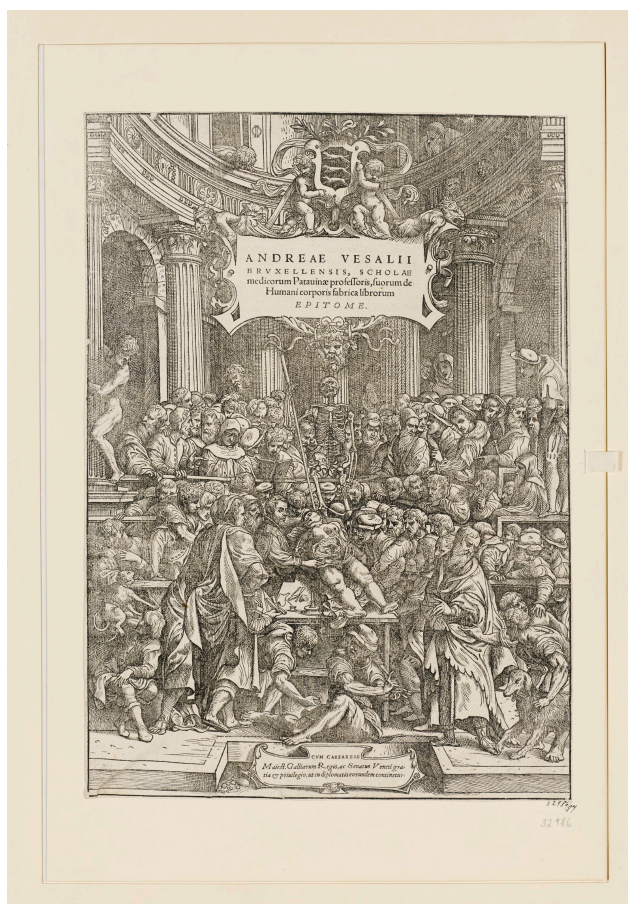 ANDREAE VESALII
BRVXELLENSIS, SCHOLAE
medicorum Patauinæ professoris, suorum de
Humani corporis fabrica librorum
EPITOME.
CVM CAESAREAE
Maiest. Galliarum Regis, ac Senatus Veneti gra-
tia & priuilegio, ut in diplomatis eorundem continetur.
32986